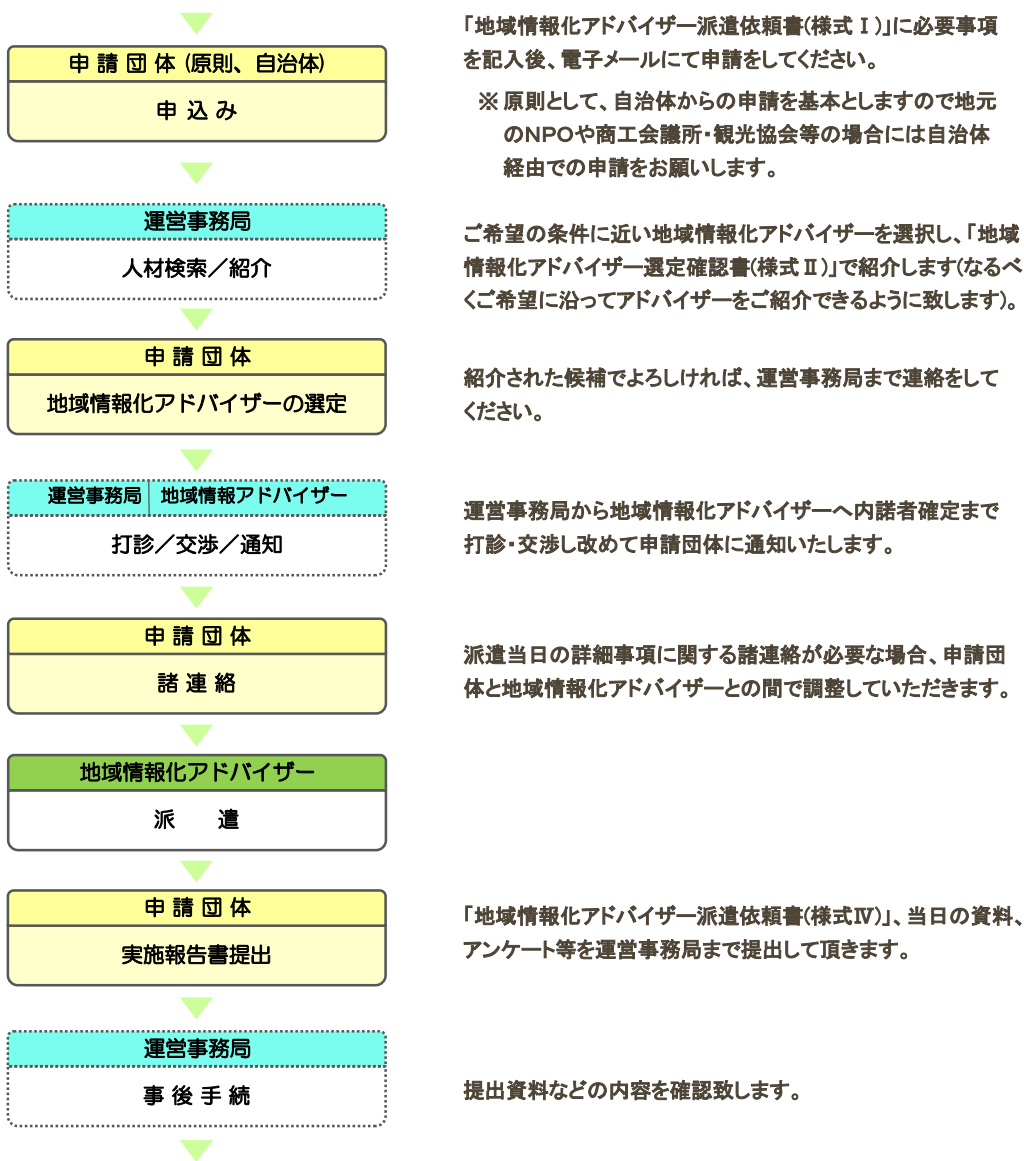 「地域情報化アドバイザー派遣依頼書(様式Ⅰ)」に必要事項
を記入後、電子メールにて申請をしてください。
※原則として、自治体からの申請を基本としますので地元
のNPOや商工会議所・観光協会等の場合には自治体
経由での申請をお願いします。
申請団体(原則、自治体)
申込み
運営事務局
人材検索／紹介
ご希望の条件に近い地域情報化アドバイザーを選択し、「地域
情報化アドバイザー選定確認書(様式Ⅱ)」で紹介します(なるべ
くご希望に沿ってアドバイザーをご紹介できるように致します)。
申請団体
地域情報化アドバイザーの選定
紹介された候補でよろしければ、運営事務局まで連絡をして
ください。
運営事務局 地域情報アドバイザー
打診／交渉／通知
運営事務局から地域情報化アドバイザーへ内諾者確定まで
打診・交渉し改めて申請団体に通知いたします。
申請団体
諸連絡
派遣当日の詳細事項に関する諸連絡が必要な場合、申請団
体と地域情報化アドバイザーとの間で調整していただきます。
地域情報化アドバイザー
派　遣
申請団体
実施報告書提出
「地域情報化アドバイザー派遣依頼書(様式Ⅳ)」、当日の資料、
アンケート等を運営事務局まで提出して頂きます。
運営事務局
事後手続
提出資料などの内容を確認致します。